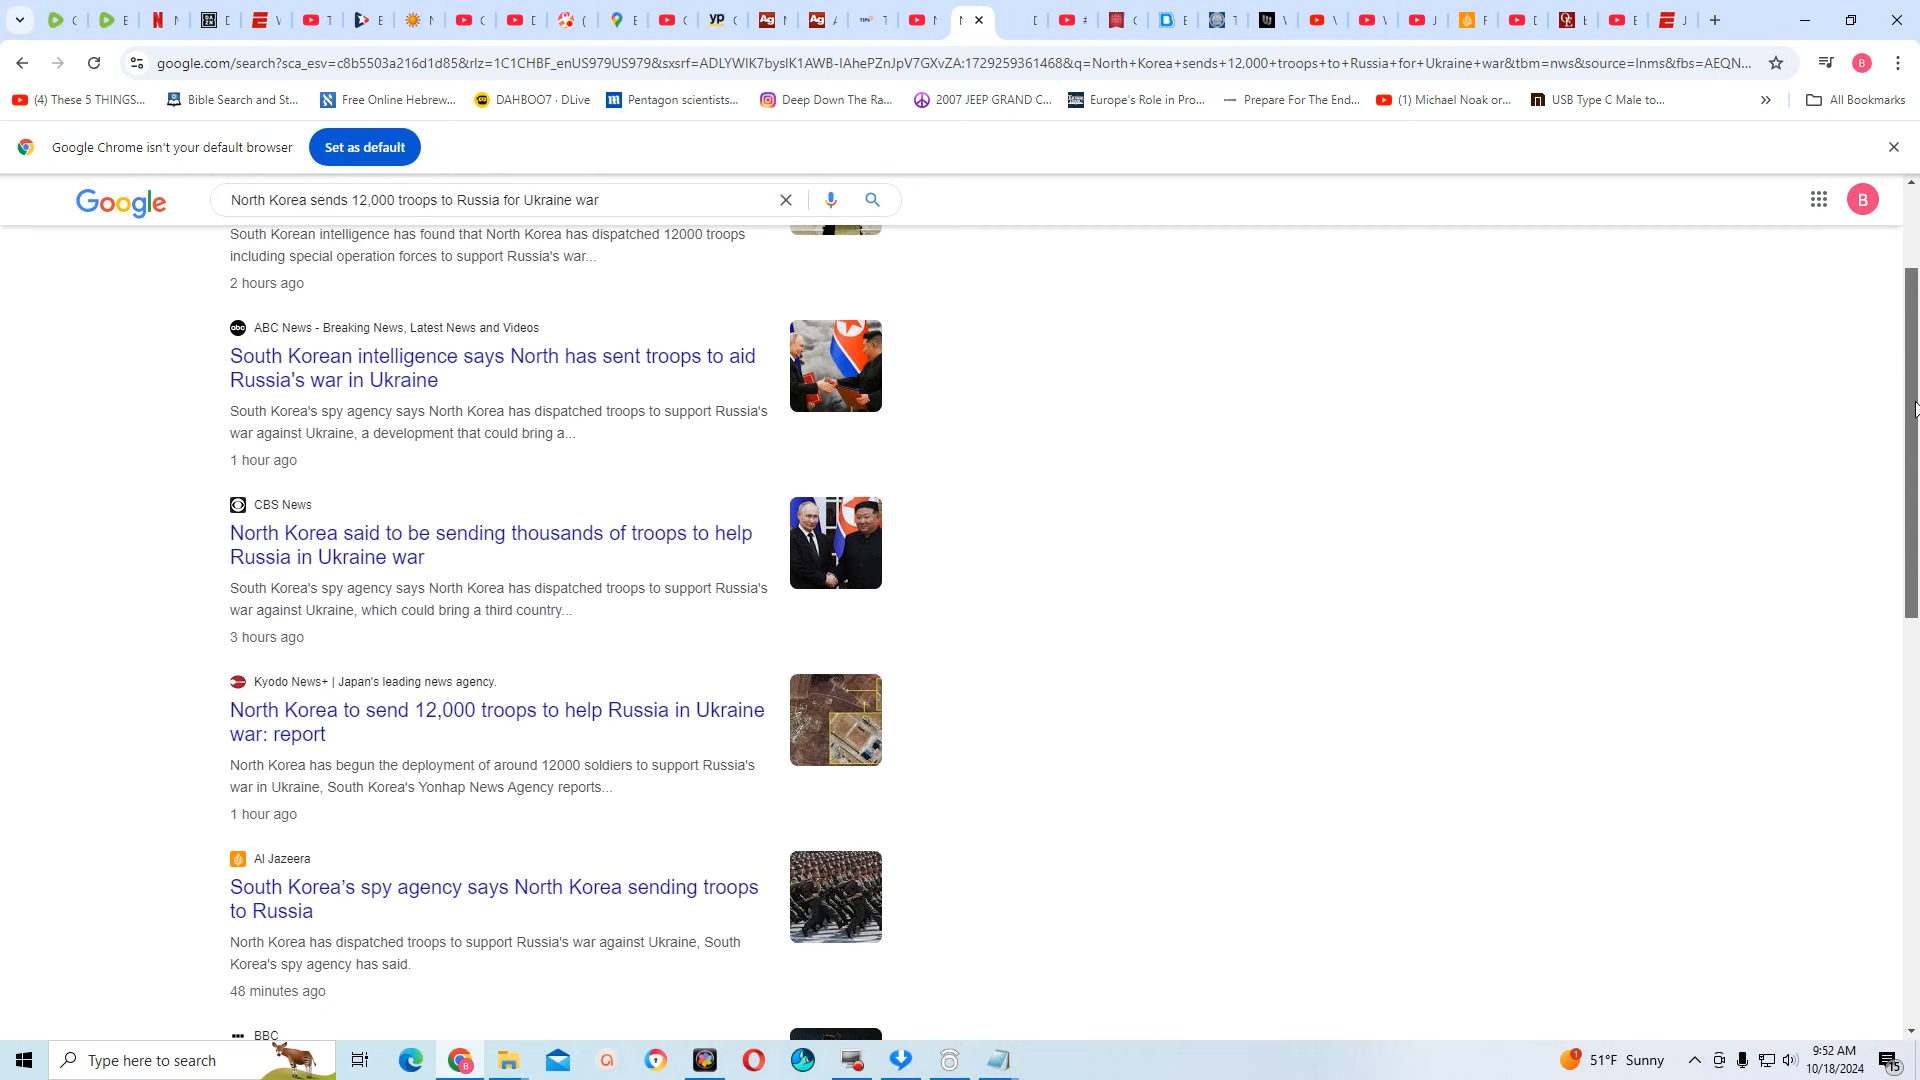 google.com/search?sca_esv=c8b5503a216d1d85&rlz=1C1CHBF_enUS979US979&sxsrf=ADLYWIK7bysIK1AWB-IAhePZnJpV7GXvZA:1729259361468&q=North+Korea+sends+12,000+troops+to+Russia+for+Ukraine+war&tbm=nws&source=lnms&fbs=AEQN...
B
(4) These 5 THINGS...
Bible Search and St...
Free Online Hebrew...
DAHBOO7 · DLive
Pentagon scientists...
Deep Down The Ra...
2007 JEEP GRAND C...
Europe's Role in Pro...
Prepare For The End...
(1) Michael Noak or...
USB Type C Male to...
All Bookmarks
Google Chrome isn't your default browser
Set as default
Google
North Korea sends 12,000 troops to Russia for Ukraine war
B
South Korean intelligence has found that North Korea has dispatched 12000 troops
including special operation forces to support Russia's war...
2 hours ago
abc ABC News - Breaking News, Latest News and Videos
South Korean intelligence says North has sent troops to aid
Russia's war in Ukraine
South Korea's spy agency says North Korea has dispatched troops to support Russia's
war against Ukraine, a development that could bring a...
1 hour ago
CBS News
North Korea said to be sending thousands of troops to help
Russia in Ukraine war
South Korea's spy agency says North Korea has dispatched troops to support Russia's
war against Ukraine, which could bring a third country...
3 hours ago
Kyodo News+ | Japan's leading news agency.
North Korea to send 12,000 troops to help Russia in Ukraine
war: report
North Korea has begun the deployment of around 12000 soldiers to support Russia's
war in Ukraine, South Korea's Yonhap News Agency reports...
1 hour ago
Al Jazeera
South Korea’s spy agency says North Korea sending troops
to Russia
North Korea has dispatched troops to support Russia's war against Ukraine, South
Korea's spy agency has said.
48 minutes ago
BBC
Type here to search
51°F Sunny
9:52 AM
10/18/2024
15